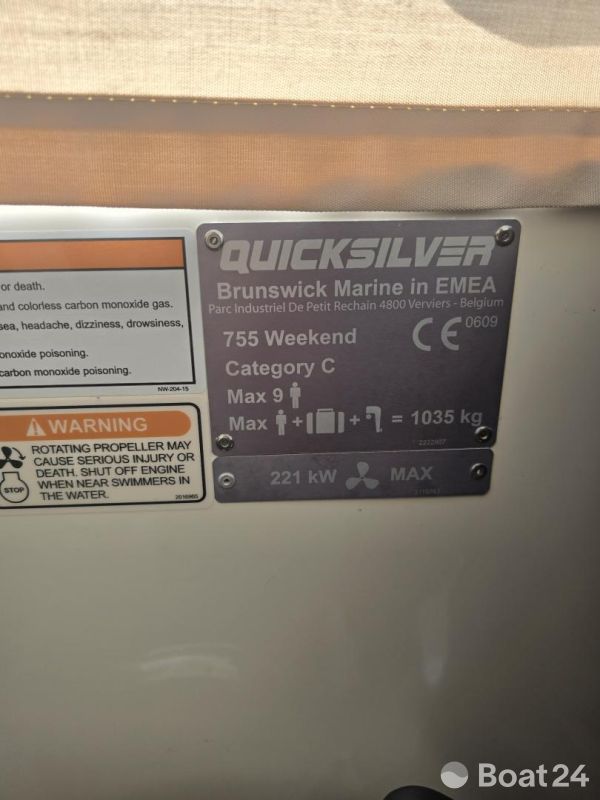 or death.
and colorless carbon monoxide gas.
sea, headache, dizziness, drowsiness,
onoxide poisoning.
carbon monoxide poisoning.
NW-204-15
WARNING
ROTATING PROPELLER MAY
CAUSE SERIOUS INJURY OR
DEATH. SHUT OFF ENGINE
WHEN NEAR SWIMMERS IN
THE WATER.
STOP
2016965
QUICKSILVER
Brunswick Marine in EMEA
Parc Industriel De Petit Rechain 4800 Verviers - Belgium
755 Weekend
CE 0609
Category C
Max 9
Max + + = 1035 kg
221 kW MAX
Boat24